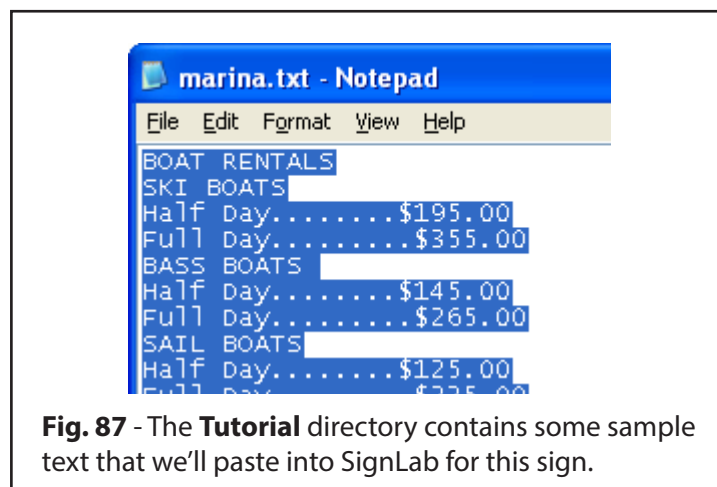 marina.txt - Notepad
File Edit Format View Help
BOAT RENTALS
SKI BOATS
Half Day........$195.00
Full Day.........$355.00
BASS BOATS
Half Day........$145.00
Full Day.........$265.00
SAIL BOATS
Half Day........$125.00
Full Day
Fig. 87 - The Tutorial directory contains some sample
text that we'll paste into SignLab for this sign.